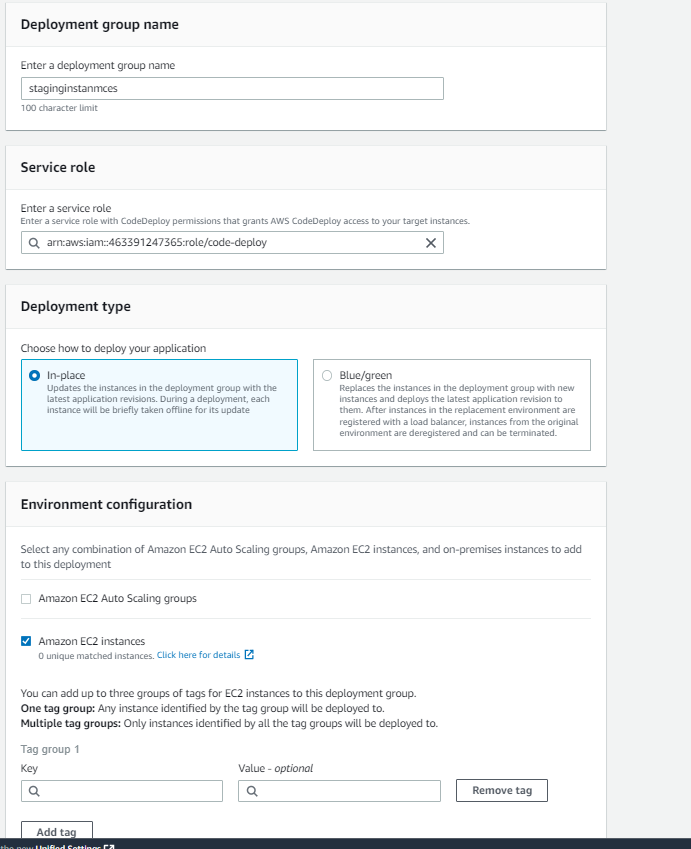 Deployment group name
Enter a deployment group name
staginginstanmces
100 character limit
Service role
Enter a service role
Enter a service role with CodeDeploy permissions that grants AWS CodeDeploy access to your target instances.
arn:aws:iam::463391247365:role/code-deploy
Deployment type
Choose how to deploy your application
In-place
Updates the instances in the deployment group with the
latest application revisions. During a deployment, each
instance will be briefly taken offline for its update
Blue/green
Replaces the instances in the deployment group with new
instances and deploys the latest application revision to
them. After instances in the replacement environment are
registered with a load balancer, instances from the original
environment are deregistered and can be terminated.
Environment configuration
Select any combination of Amazon EC2 Auto Scaling groups, Amazon EC2 instances, and on-premises instances to add
to this deployment
Amazon EC2 Auto Scaling groups
Amazon EC2 instances
0 unique matched instances. Click here for details
You can add up to three groups of tags for EC2 instances to this deployment group.
One tag group: Any instance identified by the tag group will be deployed to.
Multiple tag groups: Only instances identified by all the tag groups will be deployed to.
Tag group 1
Key
Value - optional
Remove tag
Add tag
the new Unified Settings